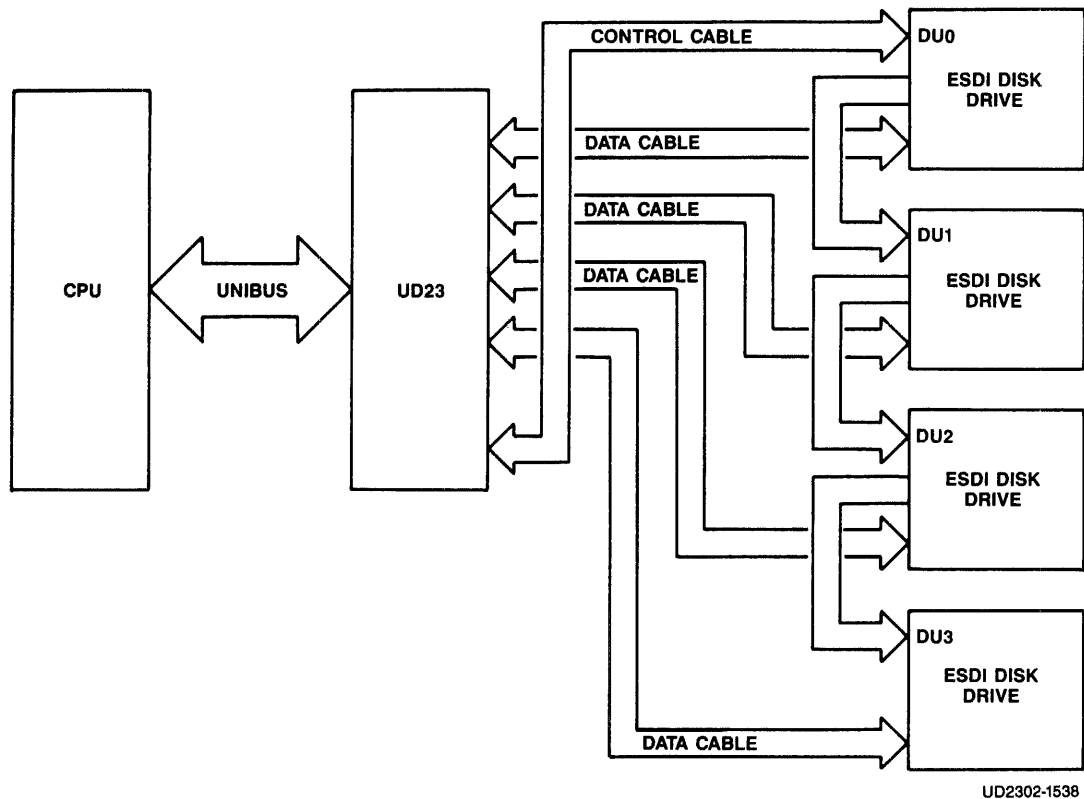 CONTROL CABLE
DU0
ESDI DISK
DRIVE
DATA CABLE
DATA CABLE
DU1
ESDI DISK
DRIVE
DATA CABLE
CPU
UNIBUS
UD23
DU2
ESDI DISK
DRIVE
DU3
ESDI DISK
DRIVE
DATA CABLE
UD2302-1538